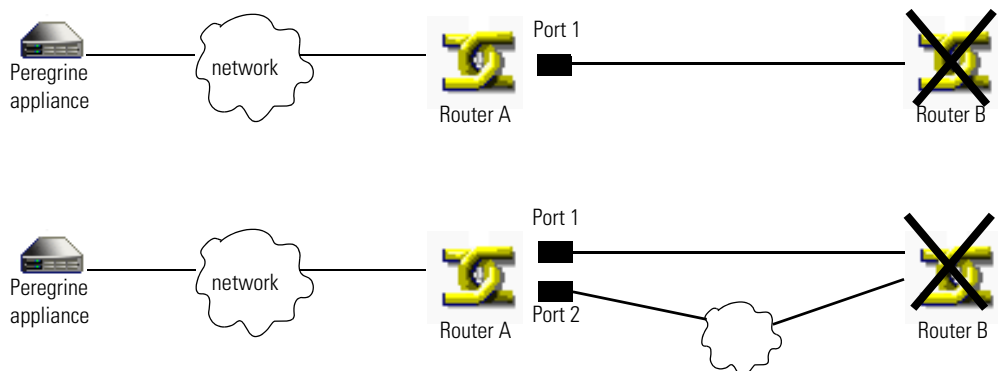 Port 1
Peregrine
appliance
network
Router A
Router B
Port 1
Peregrine
appliance
network
Port 2
Router A
Router B